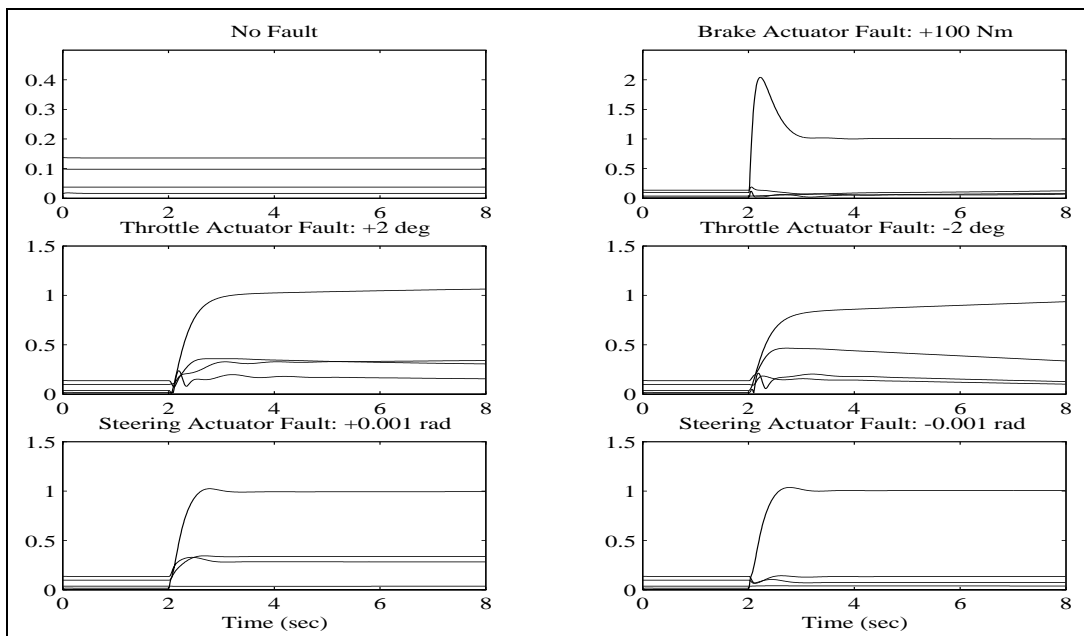 No Fault
0.4
0.3
0.2
0.1
0
0 2 4 6 8
Brake Actuator Fault: +100 Nm
2
1.5
1
0.5
0
0 2 4 6 8
Throttle Actuator Fault: +2 deg
1.5
1
0.5
0
0 2 4 6 8
Throttle Actuator Fault: -2 deg
1.5
1
0.5
0
0 2 4 6 8
Steering Actuator Fault: +0.001 rad
1.5
1
0.5
0
0 2 4 6 8
Time (sec)
Steering Actuator Fault: -0.001 rad
1.5
1
0.5
0
0 2 4 6 8
Time (sec)